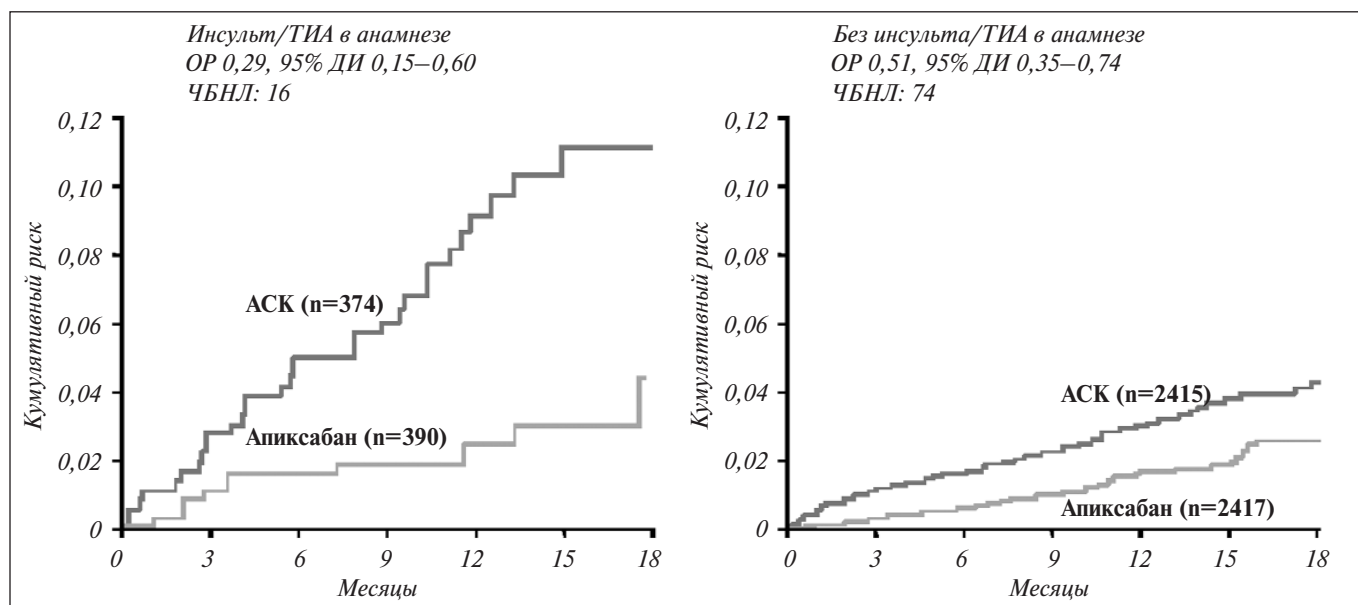 Инсульт/ТИА в анамнезе
ОР 0,29, 95% ДИ 0,15–0,60
ЧБНЛ: 16
0,12
0,10
0,08
0,06
0,04
0,02
0
Кумулятивный риск
АСК (n=374)
Апиксабан (n=390)
0 3 6 9 12 15 18
Месяцы
Без инсульта/ТИА в анамнезе
ОР 0,51, 95% ДИ 0,35–0,74
ЧБНЛ: 74
0,12
0,10
0,08
0,06
0,04
0,02
0
Кумулятивный риск
АСК (n=2415)
Апиксабан (n=2417)
0 3 6 9 12 15 18
Месяцы